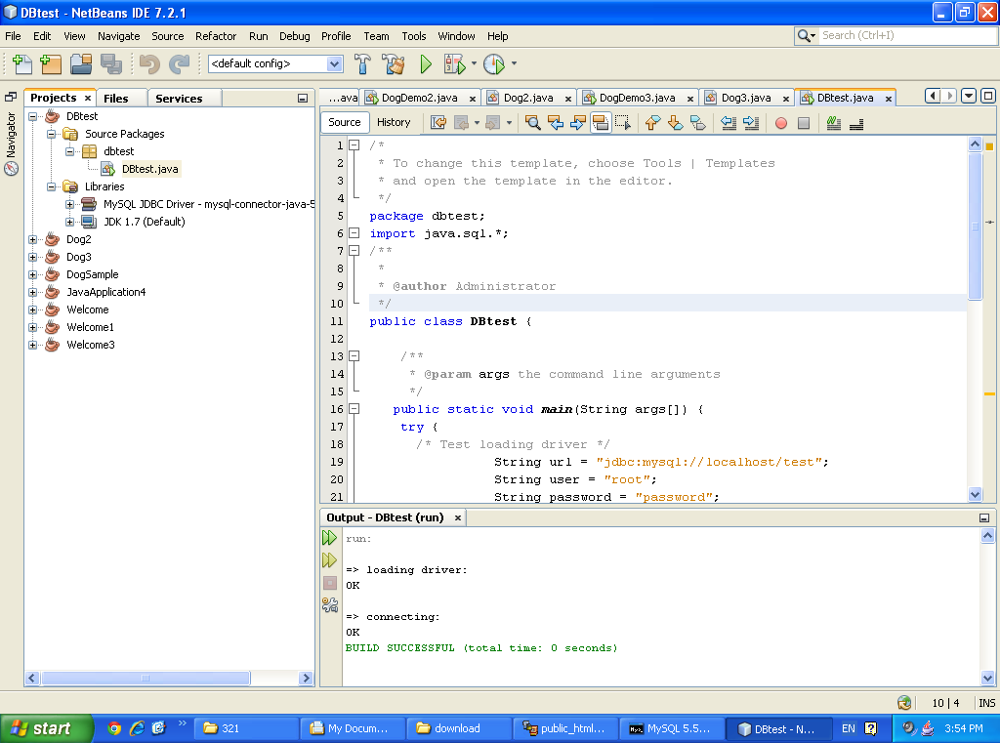 DBtest - NetBeans IDE 7.2.1
File Edit View Navigate Source Refactor Run Debug Profile Team Tools Window Help
Search (Ctrl+I)
<default config>
Projects Files Services
Navigator
DBtest
Source Packages
dbtest
DBtest.java
Libraries
MySQL JDBC Driver - mysql-connector-java-5
JDK 1.7 (Default)
Dog2
Dog3
DogSample
JavaApplication4
Welcome
Welcome1
Welcome3
...ava DogDemo2.java Dog2.java DogDemo3.java Dog3.java DBtest.java
Source History
1 /*
2 * To change this template, choose Tools | Templates
3 * and open the template in the editor.
4 */
5 package dbtest;
6 import java.sql.*;
7 /**
8 *
9 * @author Administrator
10 */
11 public class DBtest {
12
13 /**
14 * @param args the command line arguments
15 */
16 public static void main(String args[]) {
17 try {
18 /* Test loading driver */
19 String url = "jdbc:mysql://localhost/test";
20 String user = "root";
21 String password = "password";
Output - DBtest (run)
run:
=> loading driver:
OK
=> connecting:
OK
BUILD SUCCESSFUL (total time: 0 seconds)
10 | 4 INS
start 321 My Docum... download public_html... MySQL 5.5... DBtest - N... EN 3:54 PM